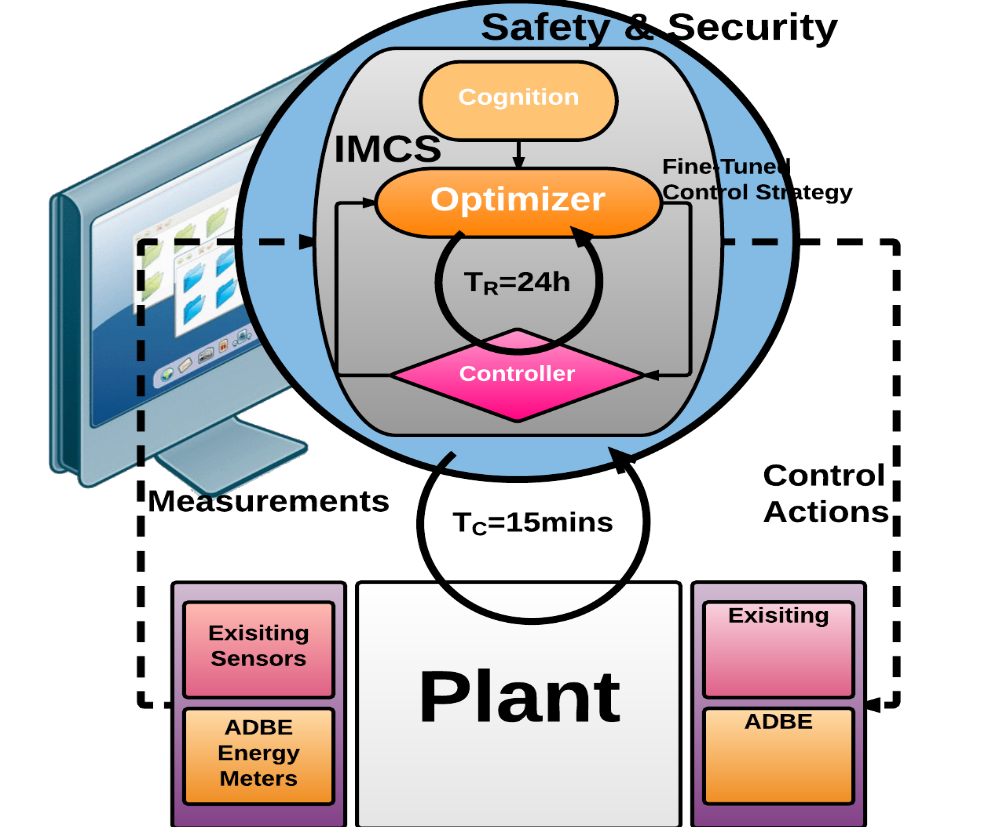 Safety & Security
Cognition
IMCS
Fine-Tuned
Control Strategy
Optimizer
TR=24h
Controller
Measurements
Control
Actions
TC=15mins
Exisiting
Sensors
ADBE
Energy
Meters
Plant
Exisiting
ADBE